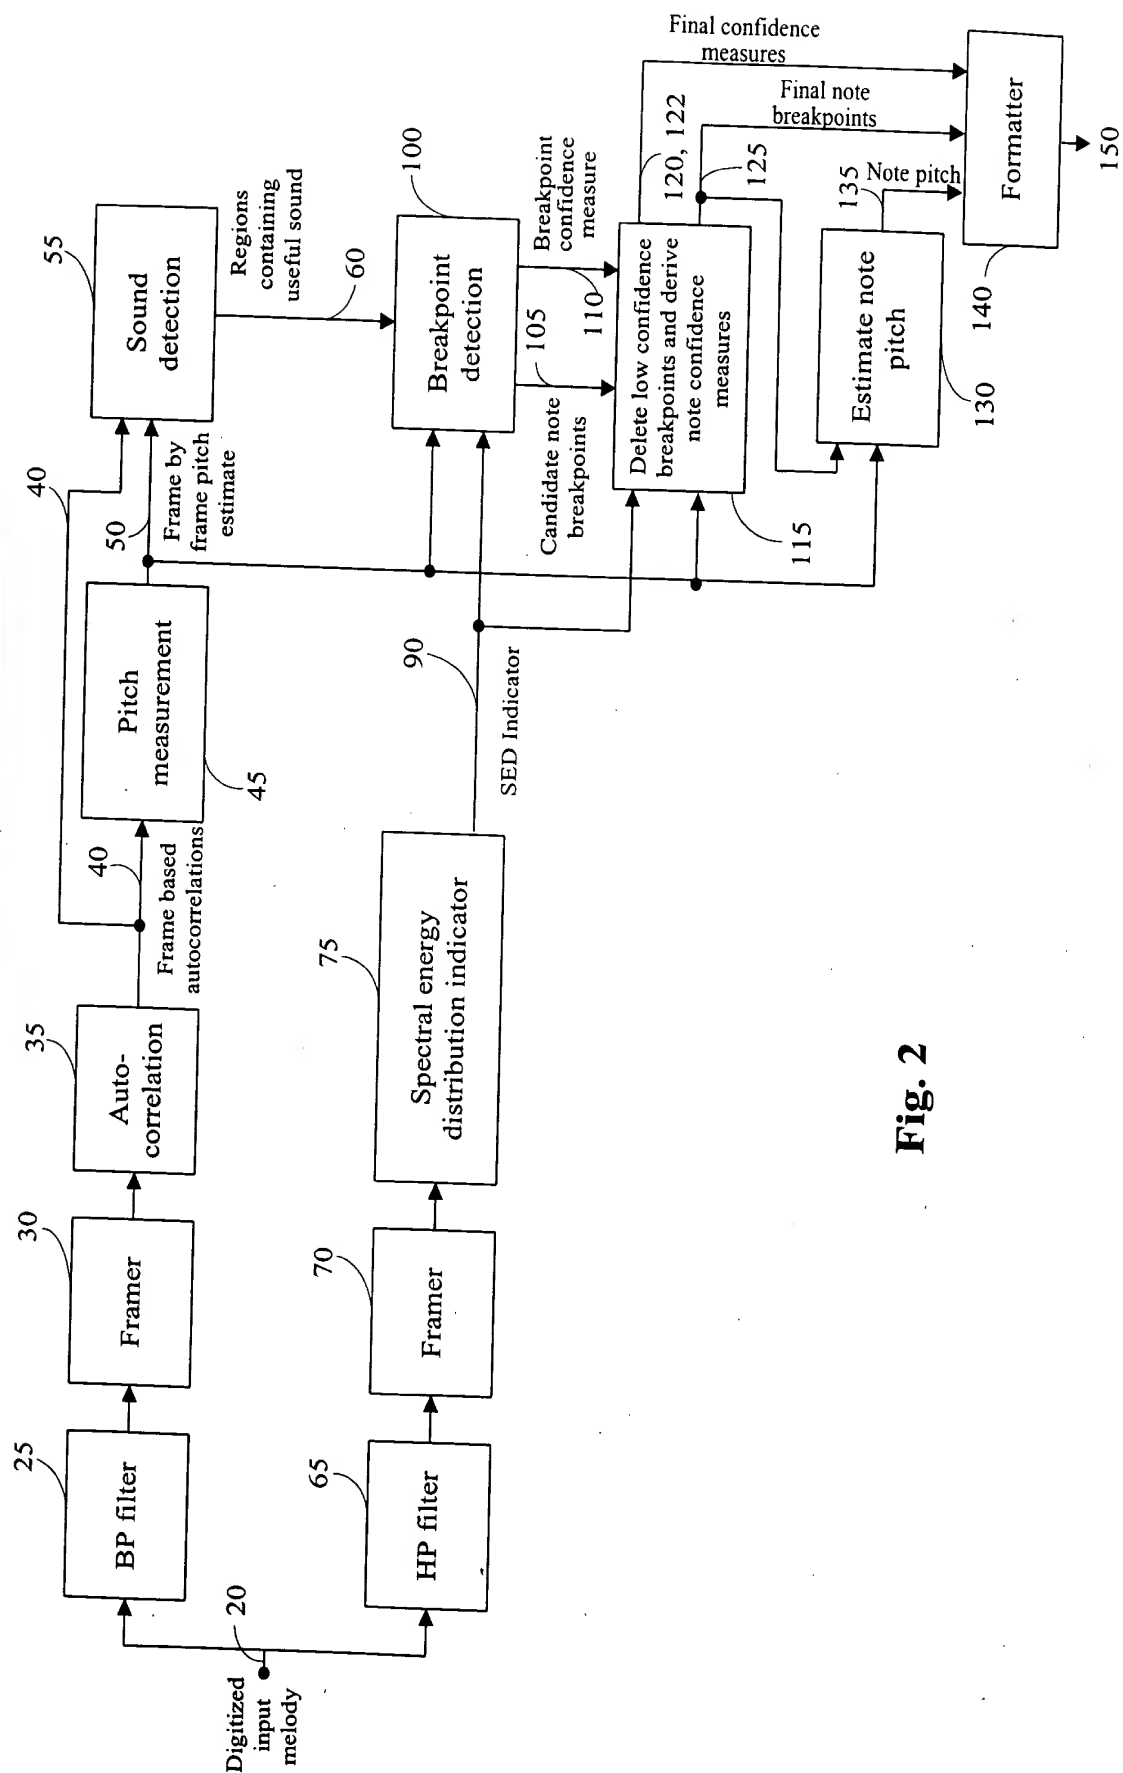 Digitized
input
melody
20
25
BP filter
30
Framer
35
Auto-
correlation
40
Frame based
autocorrelations
40
Pitch
measurement
45
50
Frame by
frame pitch
estimate
55
Sound
detection
Regions
containing
useful sound
60
65
HP filter
70
Framer
75
Spectral energy
distribution indicator
90
SED Indicator
100
Breakpoint
detection
Breakpoint
confidence
measure
110
105
Candidate note
breakpoints
Delete low confidence
breakpoints and derive
note confidence
measures
115
Final confidence
measures
120, 122
Final note
breakpoints
125
Estimate note
pitch
130
135
Note pitch
Formatter
140
150
Fig. 2